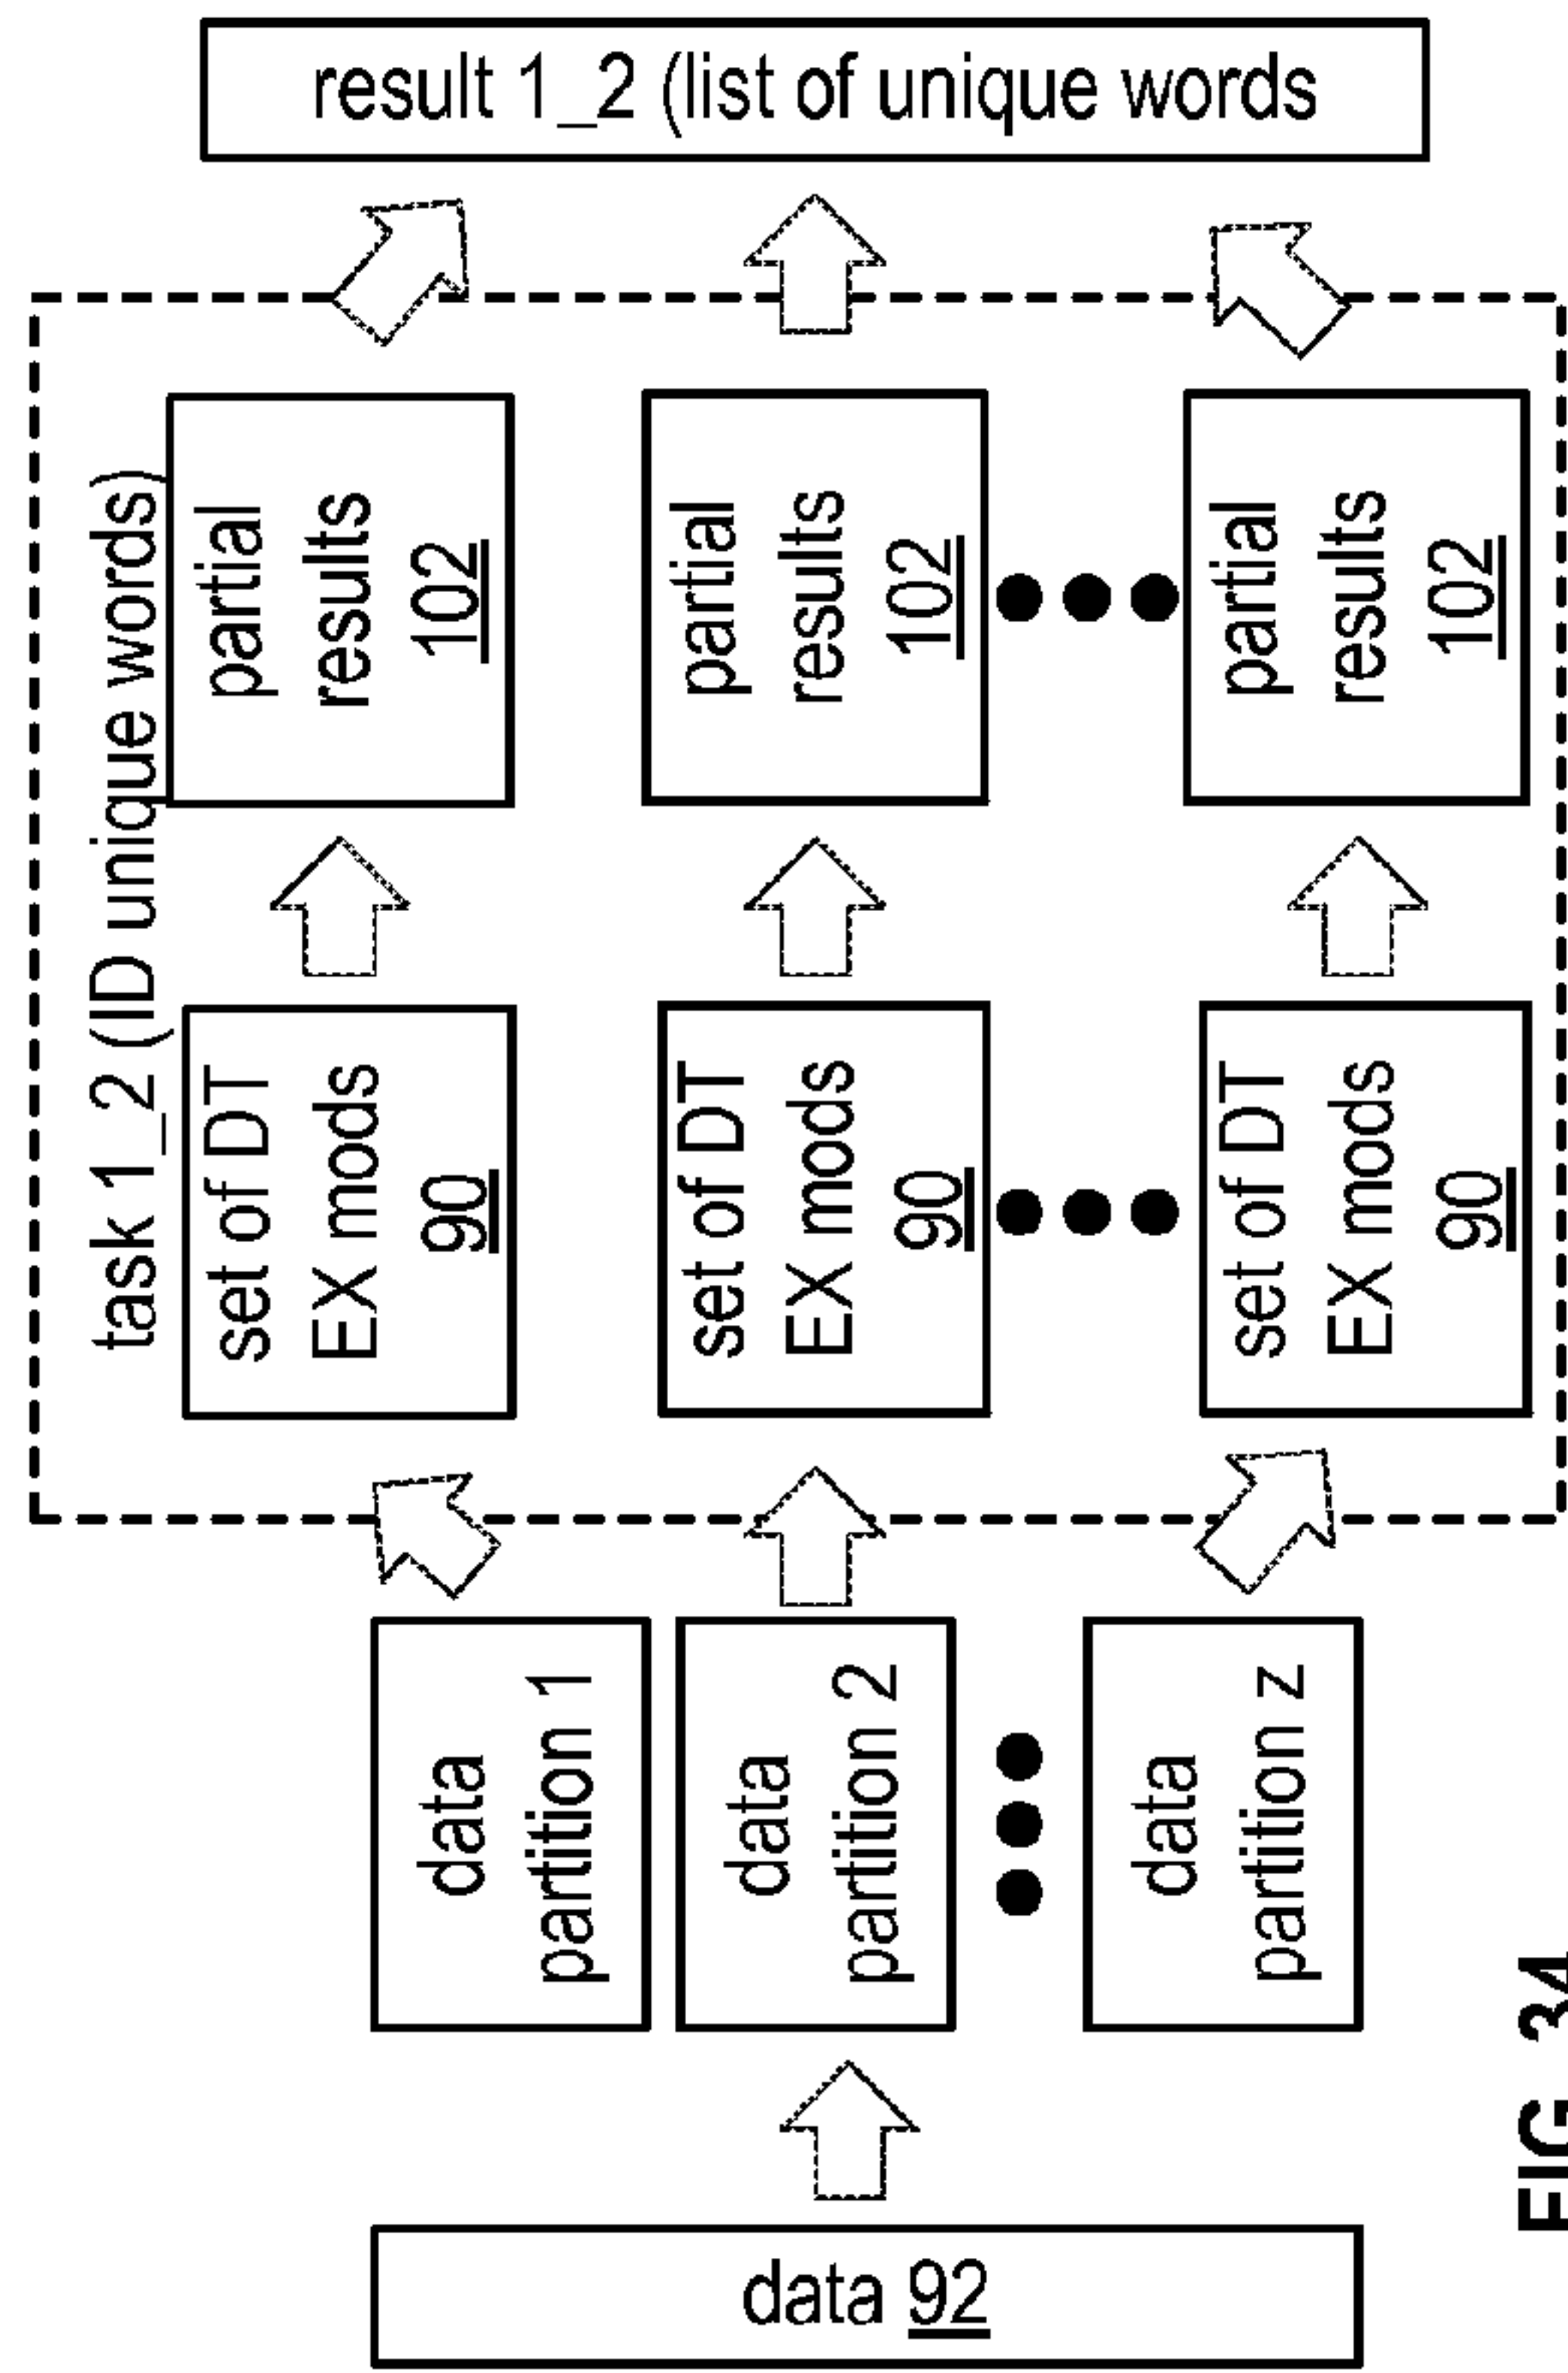 result 1_2 (list of unique words
task 1_2 (ID unique words)
partial
results
102
partial
results
102
partial
results
102
set of DT
EX mods
90
set of DT
EX mods
90
set of DT
EX mods
90
data
partition 1
data
partition 2
data
partition z
data 92
FIG. 34